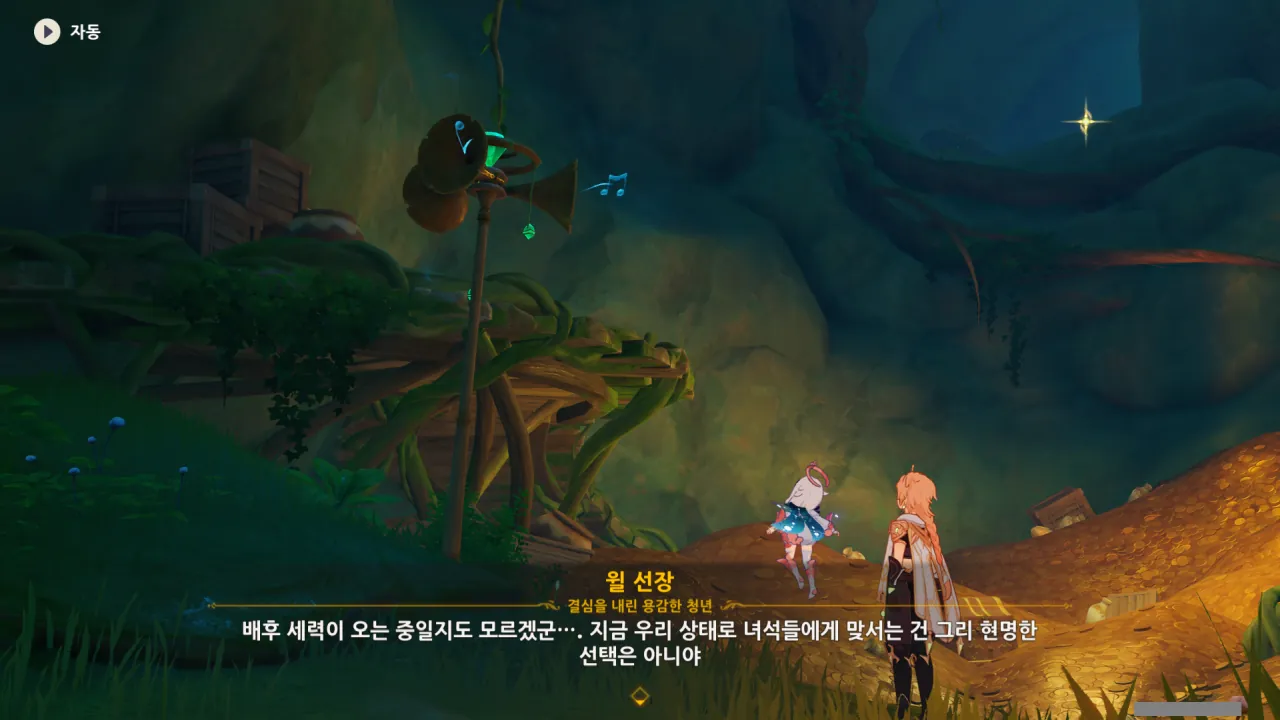 자동
윌 선장
결심을 내린 용감한 청년
배후 세력이 오는 중일지도 모르겠군…. 지금 우리 상태로 녀석들에게 맞서는 건 그리 현명한
선택은 아니야